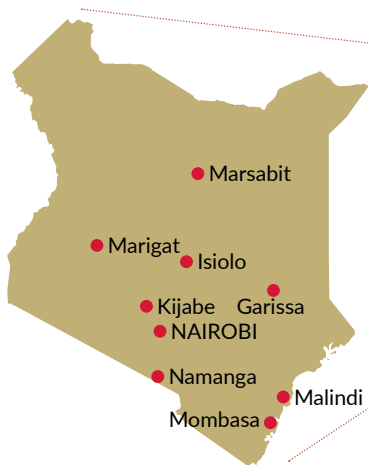 Marsabit
Marigat
Isiolo
Kijabe
Garissa
NAIROBI
Namanga
Malindi
Mombasa